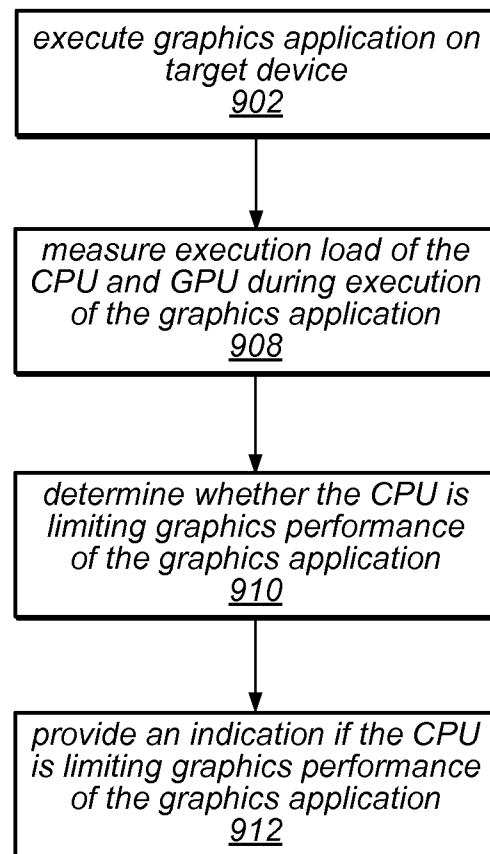 execute graphics application on
target device
902
measure execution load of the
CPU and GPU during execution
of the graphics application
908
determine whether the CPU is
limiting graphics performance
of the graphics application
910
provide an indication if the CPU
is limiting graphics performance
of the graphics application
912